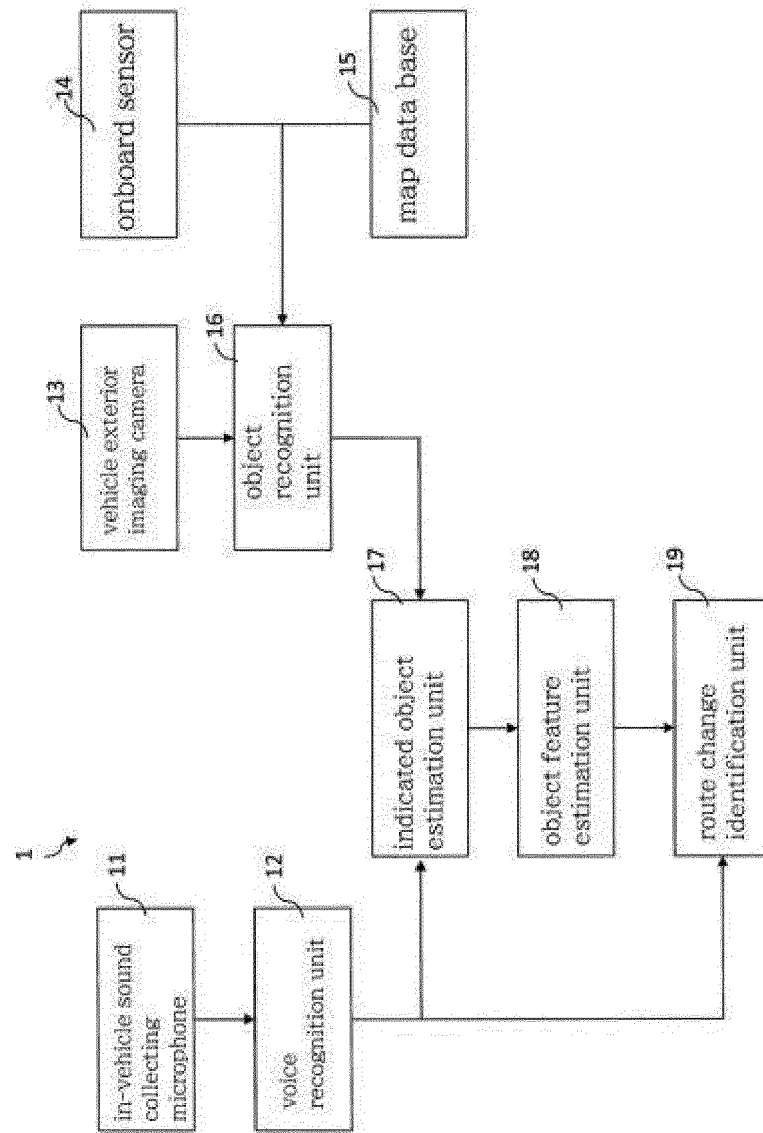 1
11
in-vehicle sound
collecting
microphone
12
voice
recognition unit
13
vehicle exterior
imaging camera
14
onboard sensor
15
map data base
16
object
recognition
unit
17
indicated object
estimation unit
18
object feature
estimation unit
19
route change
identification unit